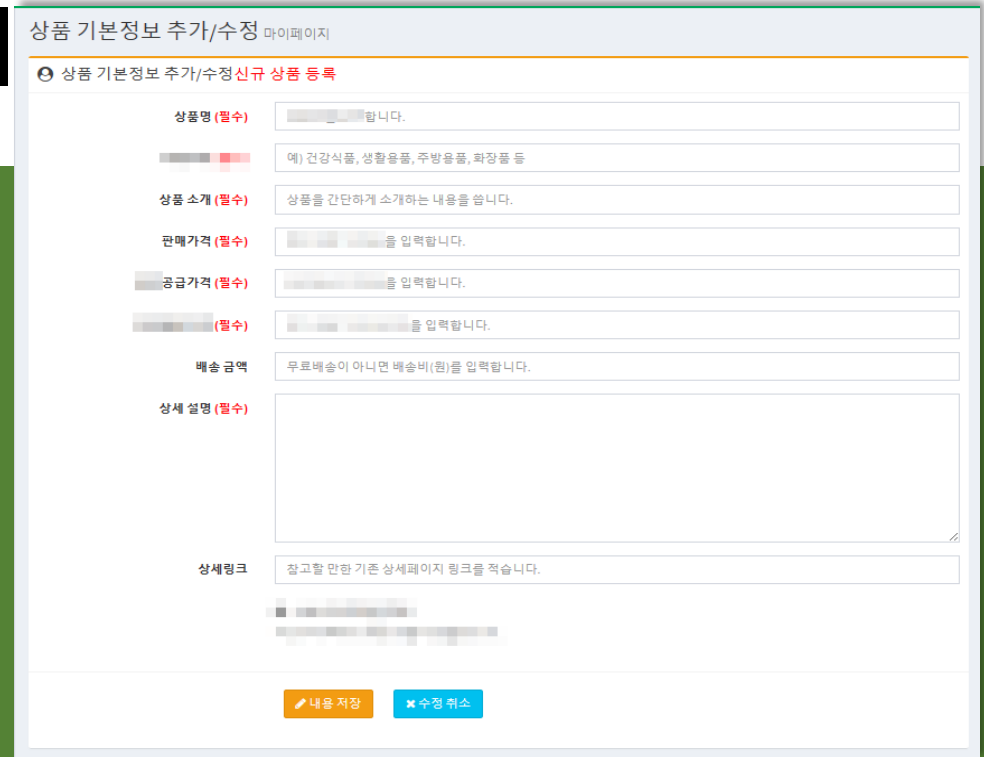 상품 기본정보 추가/수정 마이페이지
상품 기본정보 추가/수정신규 상품 등록
상품명 (필수) 합니다.
예) 건강식품, 생활용품, 주방용품, 화장품 등
상품 소개 (필수) 상품을 간단하게 소개하는 내용을 씁니다.
판매가격 (필수) 을 입력합니다.
공급가격 (필수) 을 입력합니다.
(필수) 을 입력합니다.
배송 금액 무료배송이 아니면 배송비(원)를 입력합니다.
상세 설명 (필수)
상세링크 참고할 만한 기존 상세페이지 링크를 적습니다.
내용 저장 수정 취소